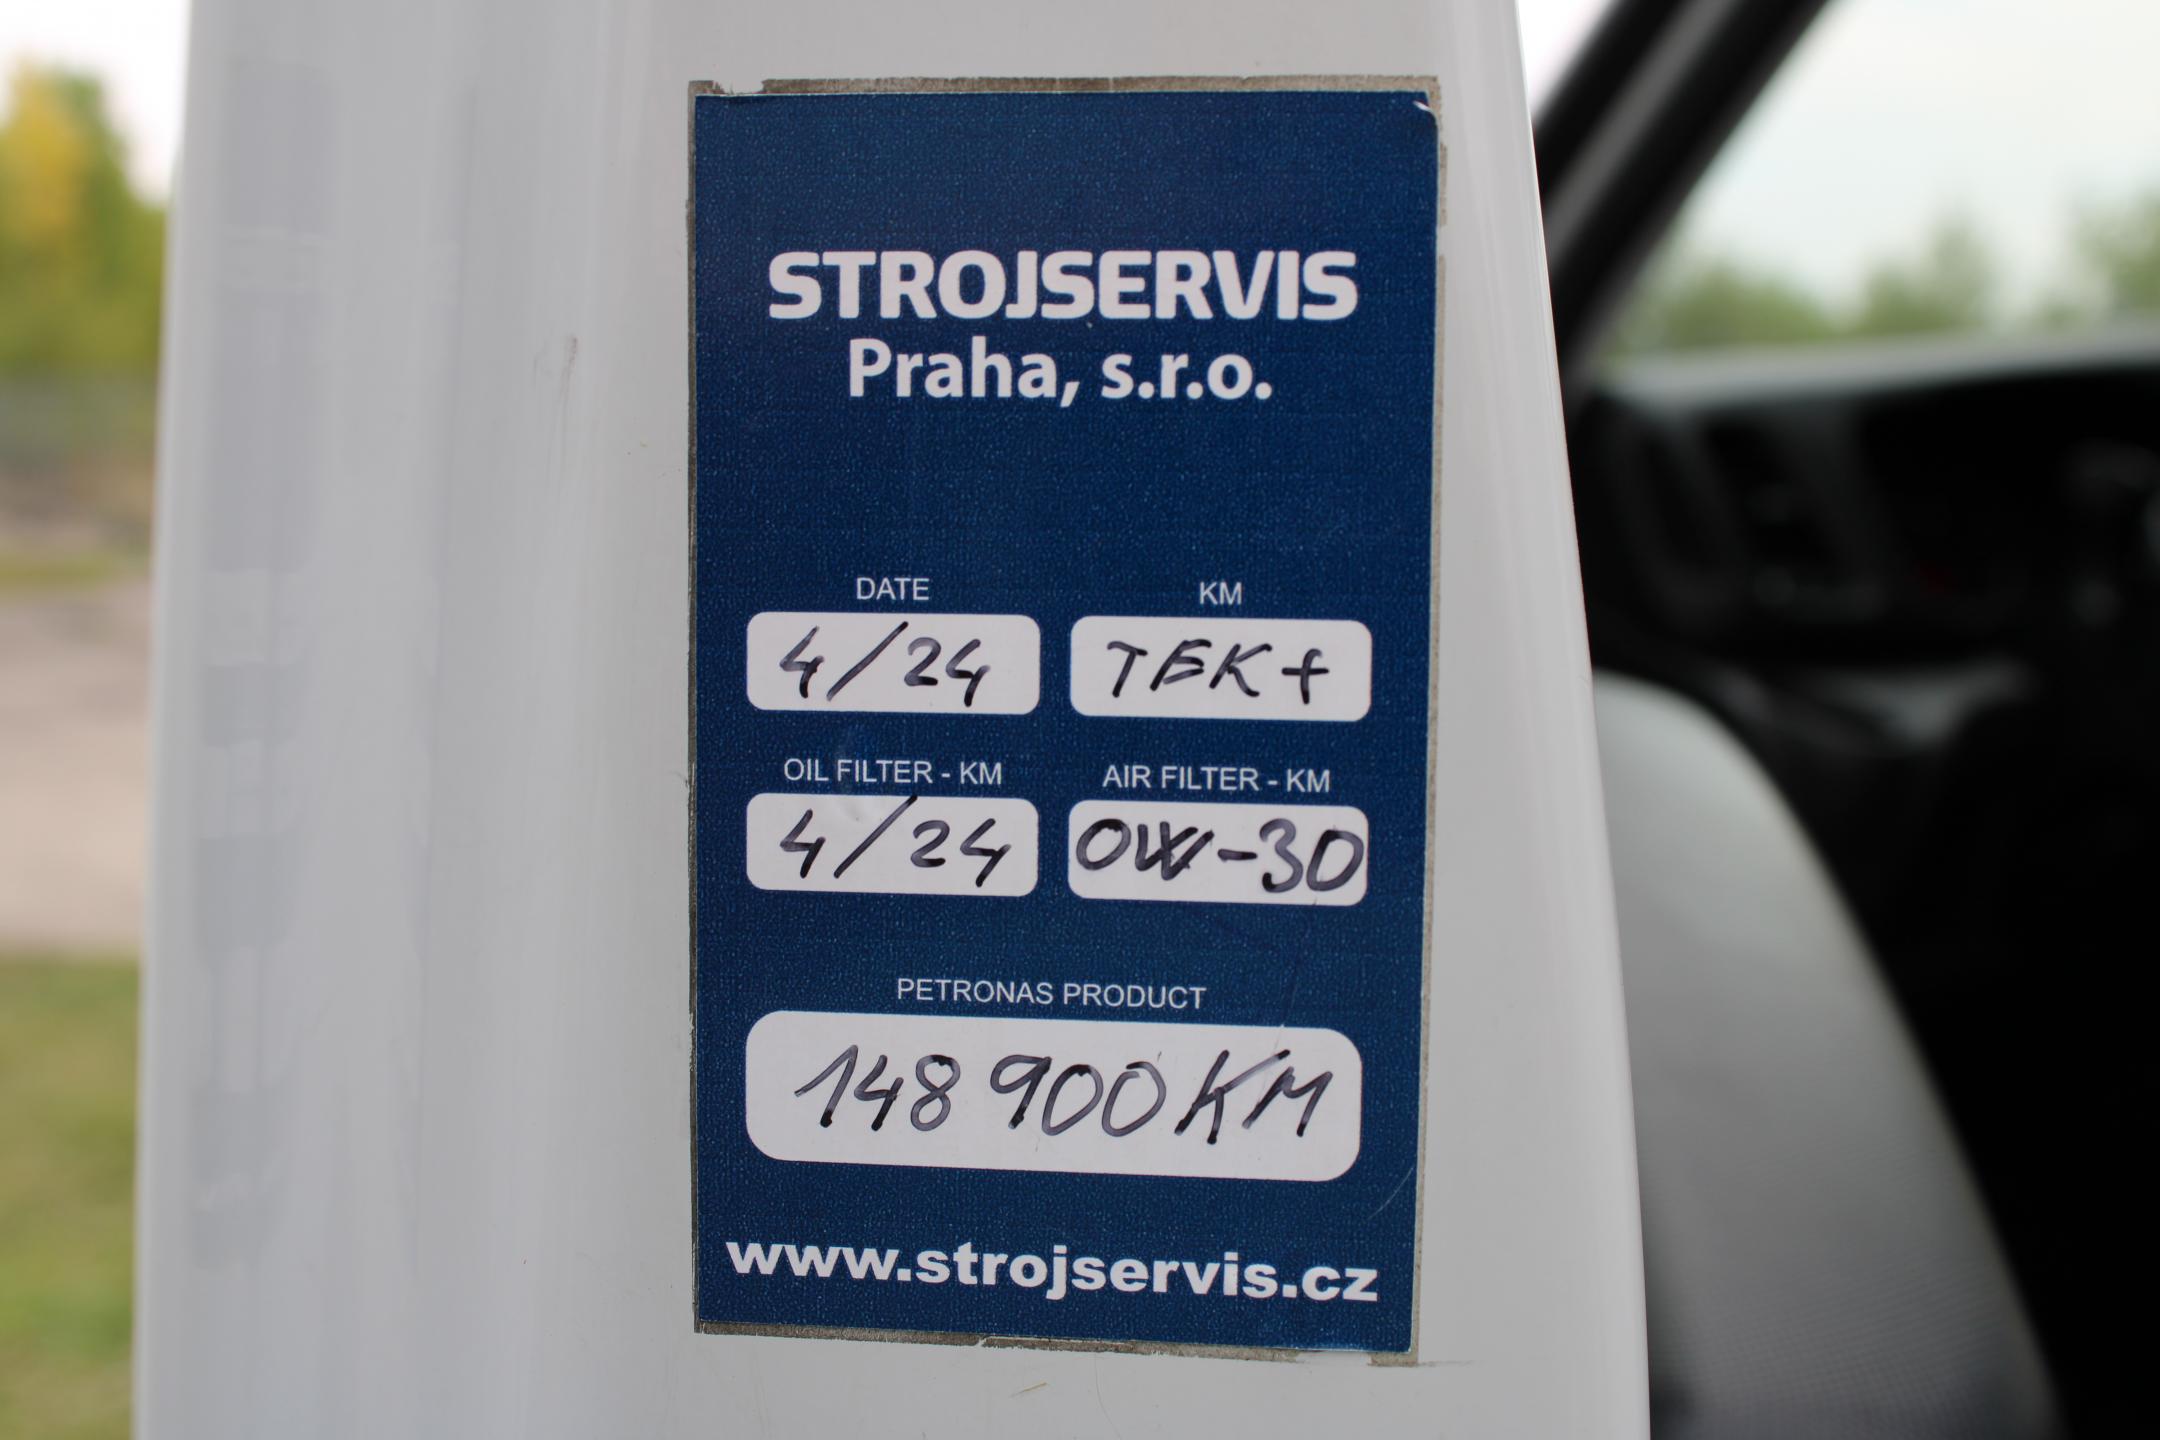 STROJSERVIS
Praha, s.r.o.
DATE KM
4/24 TEK+
OIL FILTER - KM AIR FILTER - KM
4/24 0W-30
PETRONAS PRODUCT
148 900 KM
www.strojservis.cz